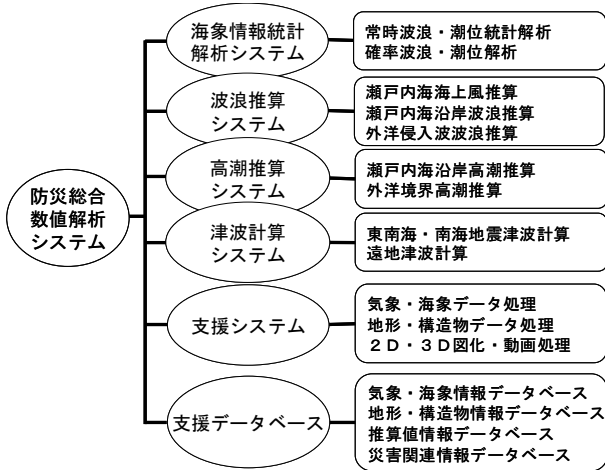 防災総合
数値解析
システム
海象情報統計
解析システム
常時波浪・潮位統計解析
確率波浪・潮位解析
波浪推算
システム
瀬戸内海海上風推算
瀬戸内海沿岸波浪推算
外洋侵入波波浪推算
高潮推算
システム
瀬戸内海沿岸高潮推算
外洋境界高潮推算
津波計算
システム
東南海・南海地震津波計算
遠地津波計算
支援システム
気象・海象データ処理
地形・構造物データ処理
２Ｄ・３Ｄ図化・動画処理
支援データベース
気象・海象情報データベース
地形・構造物情報データベース
推算値情報データベース
災害関連情報データベース